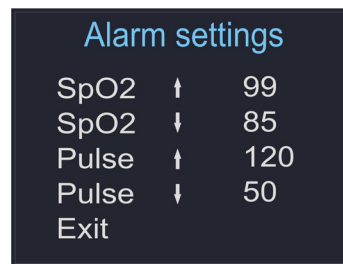 Alarm settings
SpO2 ⬆ 99
SpO2 ⬇ 85
Pulse ⬆ 120
Pulse ⬇ 50
Exit